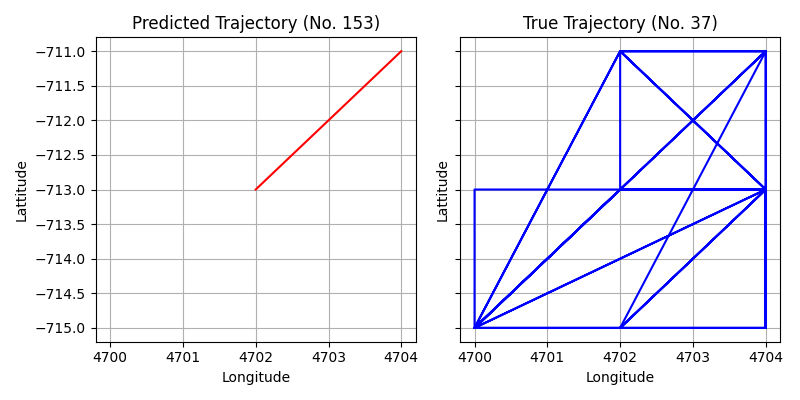 Predicted Trajectory (No. 153)
True Trajectory (No. 37)
−711.0
−711.5
−712.0
−712.5
−713.0
−713.5
−714.0
−714.5
−715.0
Lattitude
Lattitude
4700 4701 4702 4703 4704
4700 4701 4702 4703 4704
Longitude
Longitude